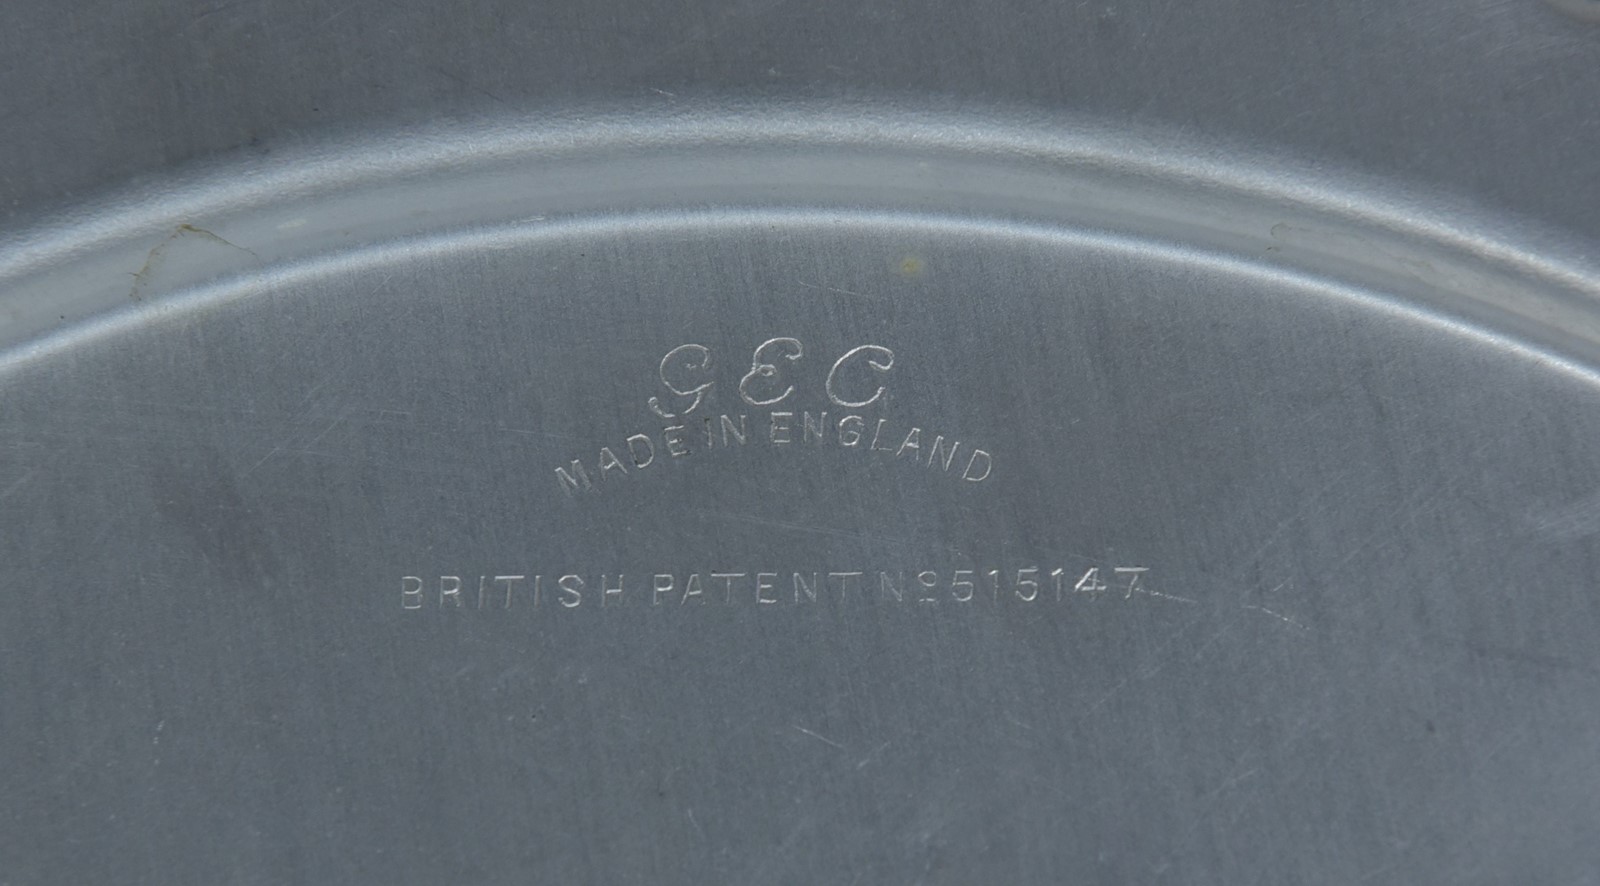 GEC
MADE IN ENGLAND
BRITISH PATENT Nº 515147